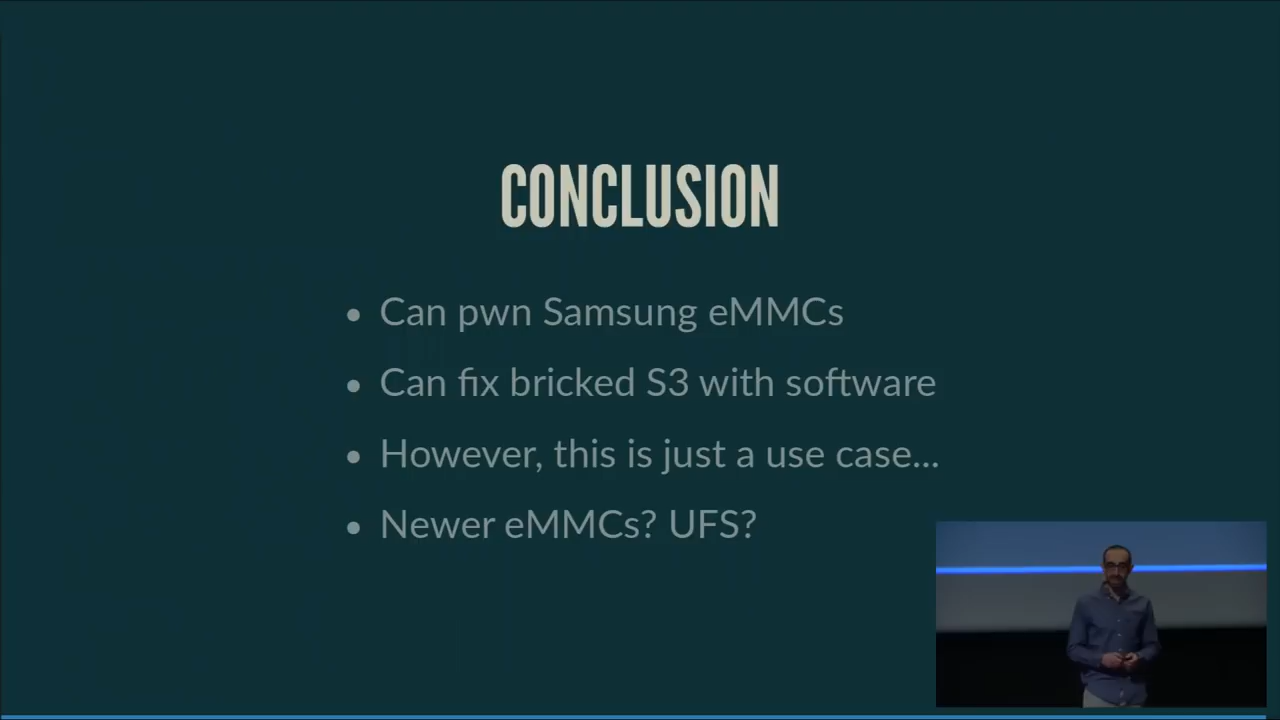 CONCLUSION
• Can pwn Samsung eMMCs
• Can fix bricked S3 with software
• However, this is just a use case...
• Newer eMMCs? UFS?